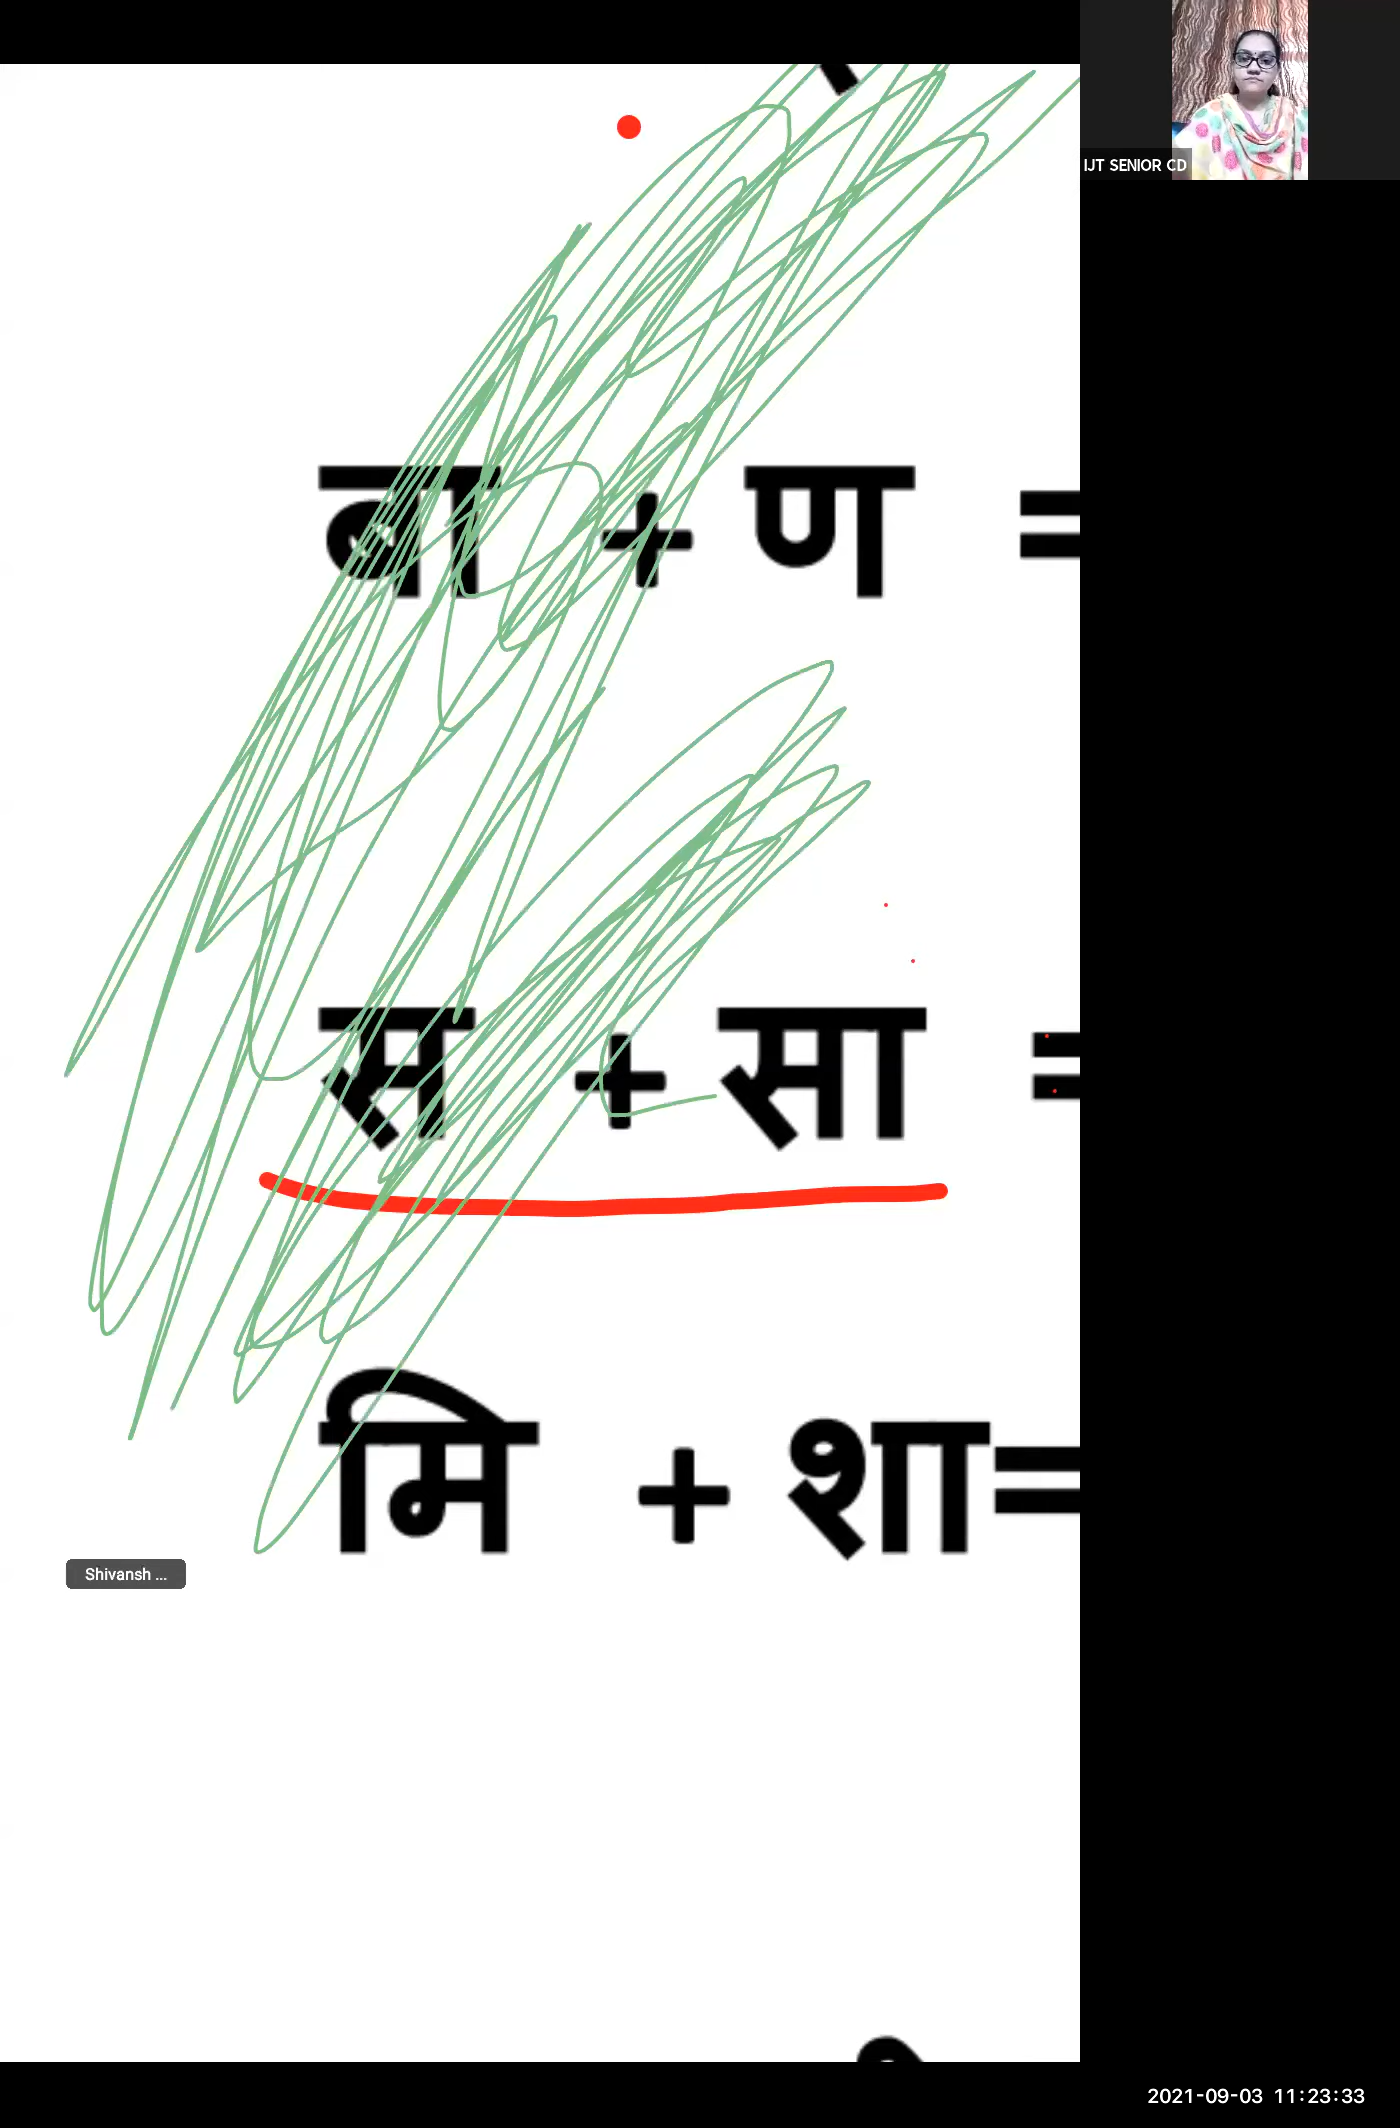 IJT SENIOR CD
बा + ण =
स + सा =
मि + शा=
Shivansh ...
2021-09-03 11:23:33